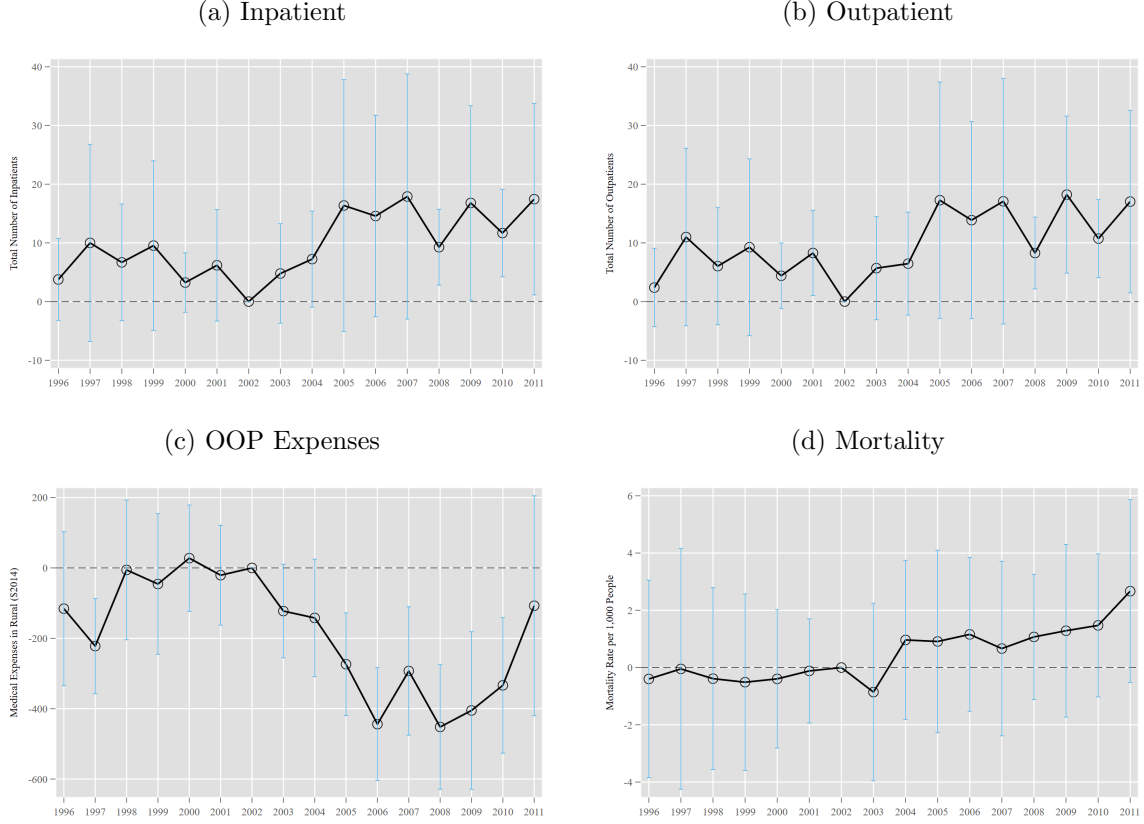 (a) Inpatient
(b) Outpatient
Total Number of Inpatients
40
30
20
10
0
-10
1996 1997 1998 1999 2000 2001 2002 2003 2004 2005 2006 2007 2008 2009 2010 2011
Total Number of Outpatients
40
30
20
10
0
-10
1996 1997 1998 1999 2000 2001 2002 2003 2004 2005 2006 2007 2008 2009 2010 2011
(c) OOP Expenses
(d) Mortality
Medical Expenses in Rural ($2014)
200
0
-200
-400
-600
1996 1997 1998 1999 2000 2001 2002 2003 2004 2005 2006 2007 2008 2009 2010 2011
Mortality Rate per 1,000 People
6
4
2
0
-2
-4
1996 1997 1998 1999 2000 2001 2002 2003 2004 2005 2006 2007 2008 2009 2010 2011